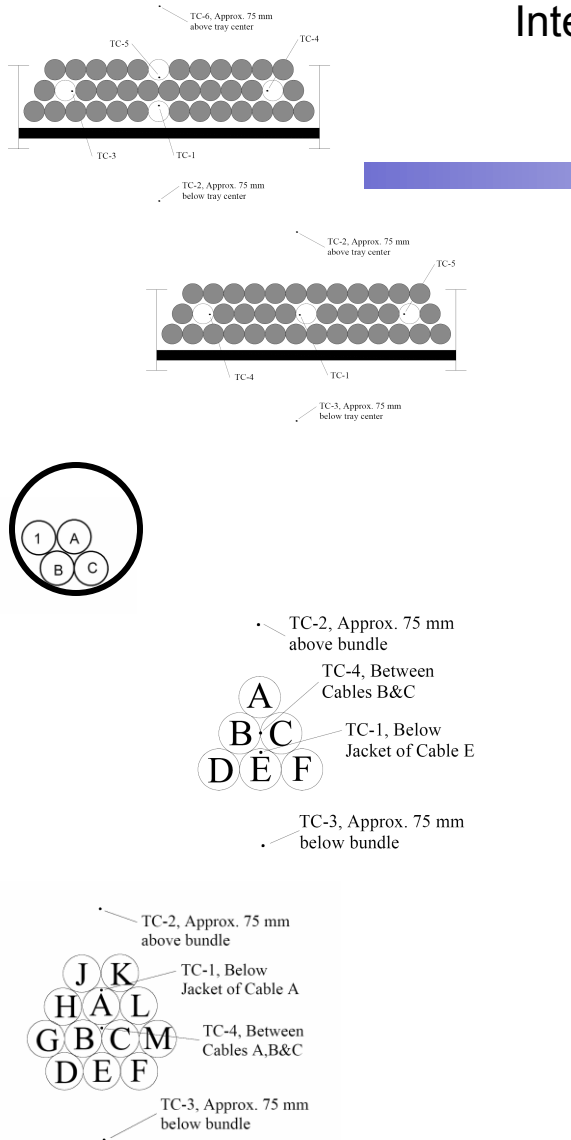 Inte
TC-6, Approx. 75 mm
above tray center
TC-5
TC-4
TC-3
TC-1
TC-2, Approx. 75 mm
below tray center
TC-2, Approx. 75 mm
above tray center
TC-5
TC-4
TC-1
TC-3, Approx. 75 mm
below tray center
1 A
B C
TC-2, Approx. 75 mm
above bundle
TC-4, Between
Cables B&C
A
B C
TC-1, Below
Jacket of Cable E
D E F
TC-3, Approx. 75 mm
below bundle
TC-2, Approx. 75 mm
above bundle
J K
TC-1, Below
Jacket of Cable A
H A L
G B C M
TC-4, Between
Cables A,B&C
D E F
TC-3, Approx. 75 mm
below bundle